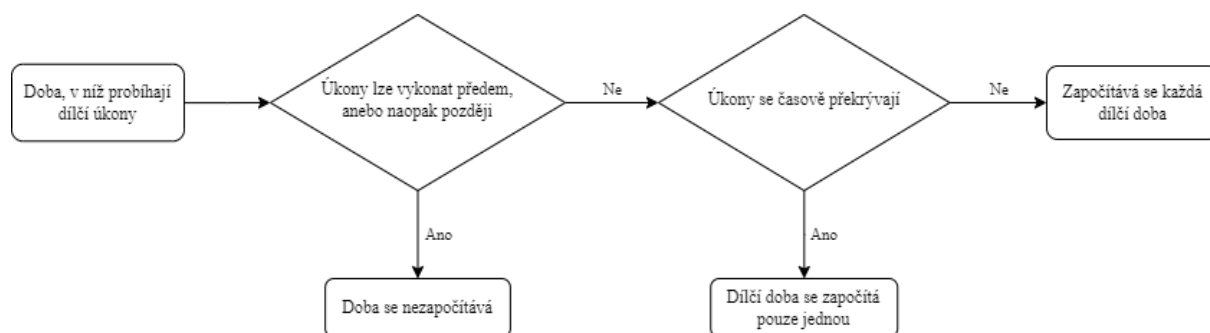 Doba, v níž probíhají
dílčí úkony
Úkony lze vykonat předem,
anebo naopak později
Ne
Úkony se časově překrývají
Ne
Započítává se každá
dílčí doba
Ano
Ano
Doba se nezapočítává
Dílčí doba se započítá
pouze jednou